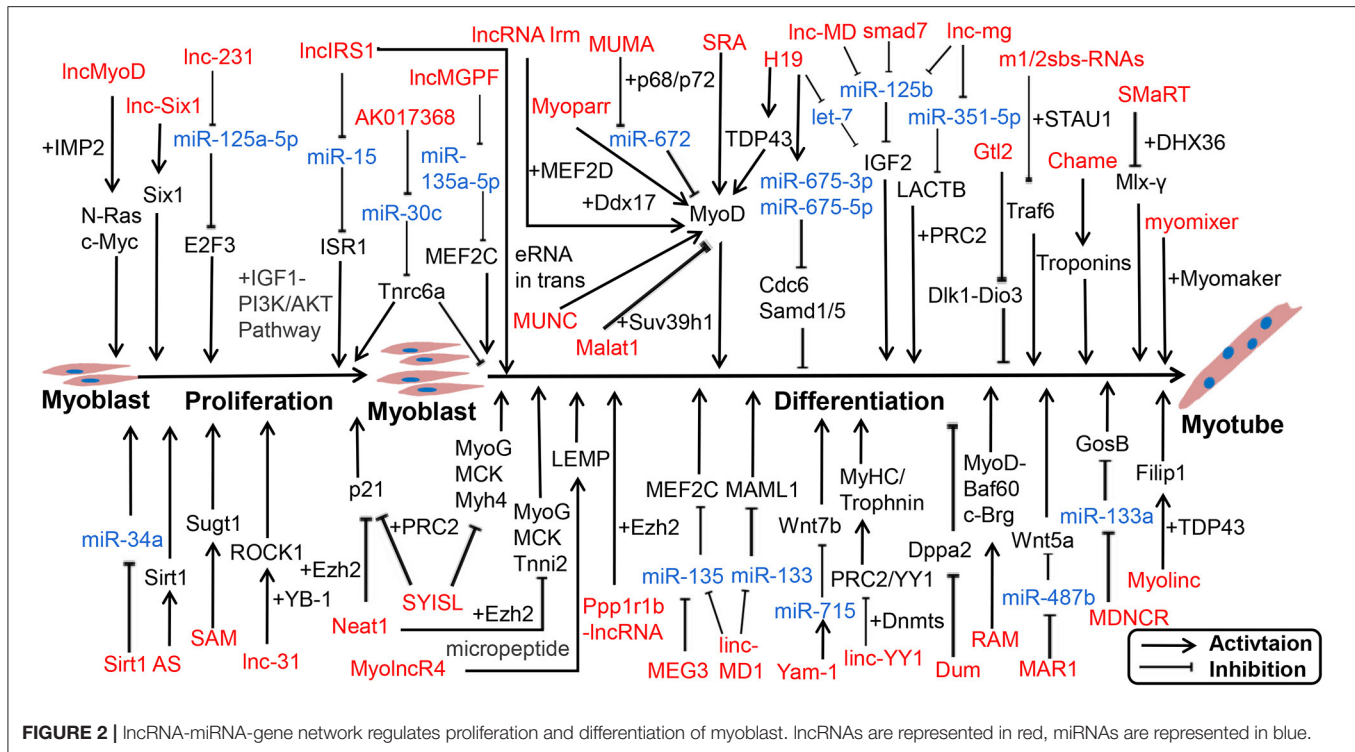 lncMyoD
lnc-231
lnc-Six1
lncIRS1
lncMGPF
AK017368
lncRNA Irm
MUMA
SRA
H19
lnc-MD
smad7
lnc-mg
m1/2sbs-RNAs
SMaRT
+IMP2
miR-125a-5p
miR-15
miR-
135a-5p
miR-30c
Myoparr
+p68/p72
miR-672
TDP43
let-7
miR-125b
miR-351-5p
+STAU1
Gtl2
Chame
+DHX36
Mlx-γ
N-Ras
c-Myc
Six1
E2F3
ISR1
MEF2C
Tnrc6a
+IGF1-
PI3K/AKT
Pathway
+MEF2D
+Ddx17
MyoD
eRNA
in trans
MUNC
+Suv39h1
Malat1
miR-675-3p
miR-675-5p
Cdc6
Samd1/5
IGF2
LACTB
+PRC2
Dlk1-Dio3
Traf6
Troponins
myomixer
+Myomaker
Myoblast
Proliferation
Myoblast
Differentiation
Myotube
miR-34a
Sirt1
Sugt1
ROCK1
+YB-1
p21
+Ezh2
+PRC2
MyoG
MCK
Myh4
MyoG
MCK
Tnni2
LEMP
+Ezh2
+Ezh2
MEF2C
MAML1
miR-135
miR-133
Wnt7b
miR-715
MyHC/
Trophnin
PRC2/YY1
+Dnmts
Dppa2
MyoD-
Baf60
c-Brg
Wnt5a
miR-487b
GosB
miR-133a
Filip1
+TDP43
Sirt1 AS
SAM
lnc-31
Neat1
SYISL
MyolncR4
micropeptide
Ppp1r1b
-lncRNA
MEG3
linc-
MD1
Yam-1
linc-YY1
Dum
RAM
MAR1
MDNCR
Myolinc
Activtaion
Inhibition
FIGURE 2 | lncRNA-miRNA-gene network regulates proliferation and differentiation of myoblast. lncRNAs are represented in red, miRNAs are represented in blue.